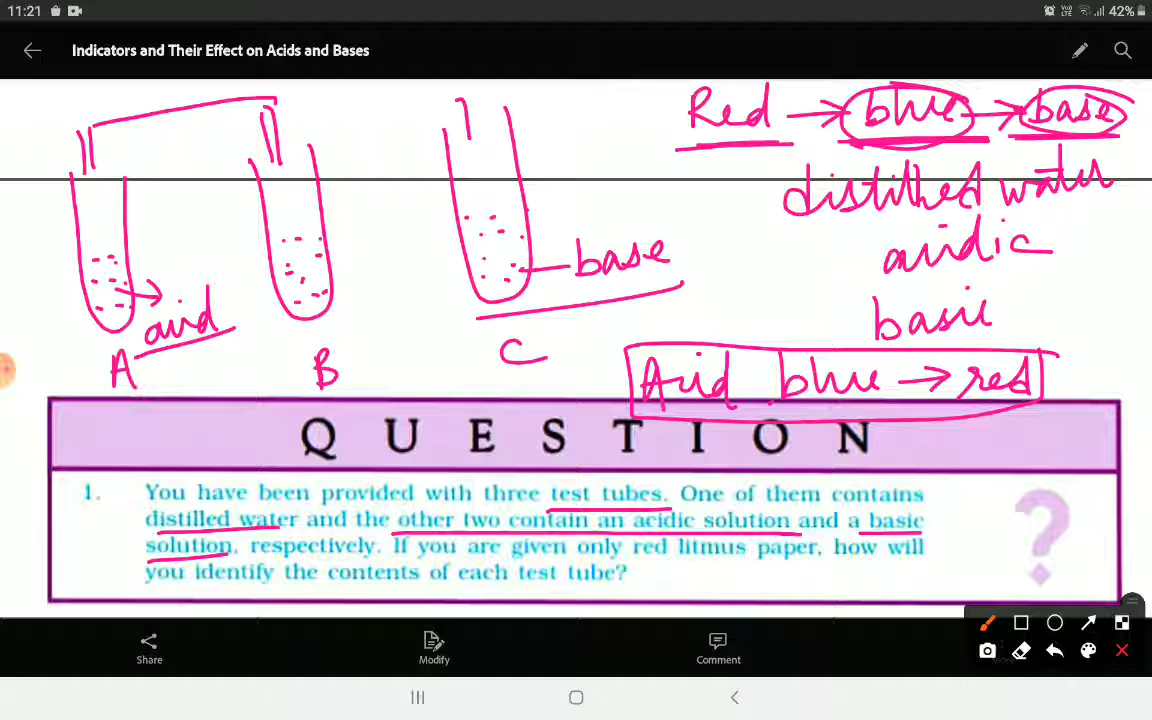 11:21
Vo) LTE 42%
Indicators and Their Effect on Acids and Bases
Red → blue → base
distilled water
acidic
basic
base
acid
A
B
C
Acid blue → red
QUESTION
1. You have been provided with three test tubes. One of them contains
distilled water and the other two contain an acidic solution and a basic
solution, respectively. If you are given only red litmus paper, how will
you identify the contents of each test tube?
?
Share
Modify
Comment